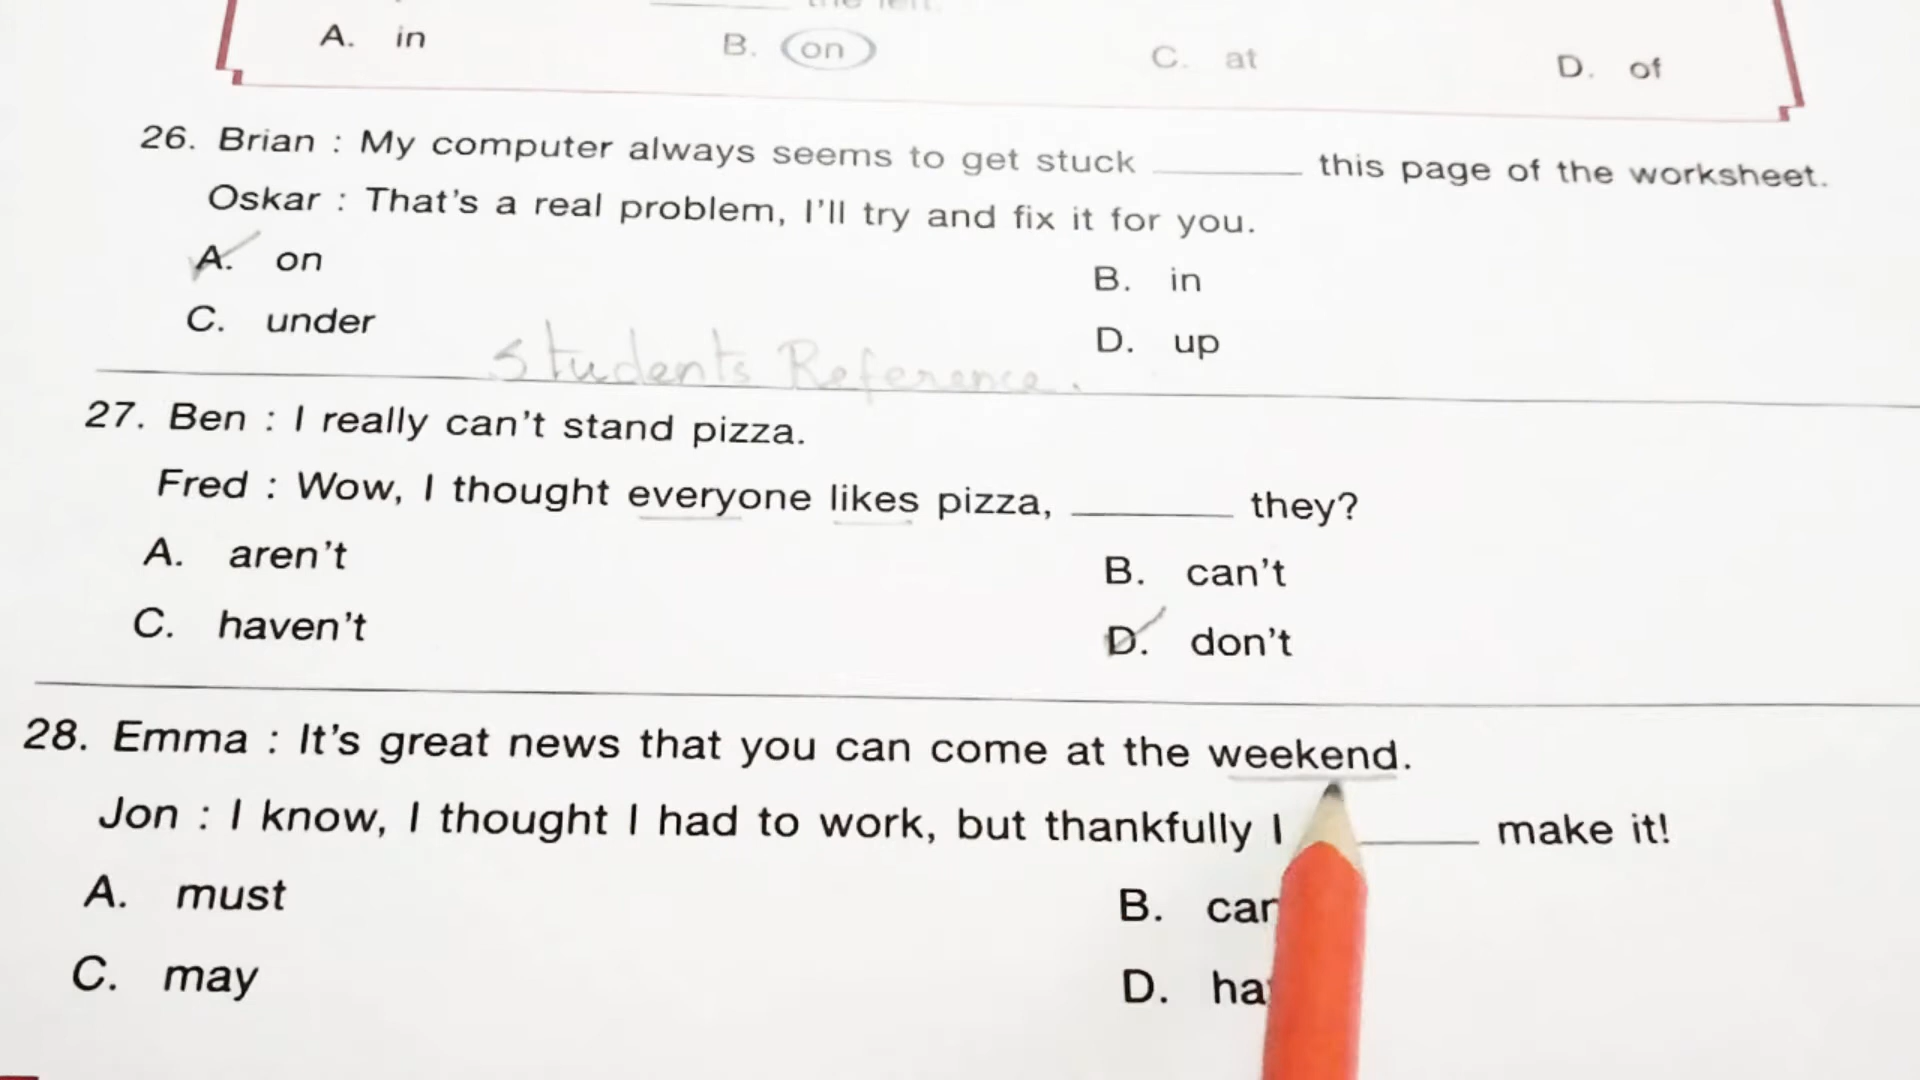 the left.
A. in B. on C. at D. of
26. Brian : My computer always seems to get stuck ______ this page of the worksheet.
Oskar : That's a real problem, I'll try and fix it for you.
A. on B. in
C. under D. up
Students Reference.
27. Ben : I really can't stand pizza.
Fred : Wow, I thought everyone likes pizza, ______ they?
A. aren't B. can't
C. haven't D. don't
28. Emma : It's great news that you can come at the weekend.
Jon : I know, I thought I had to work, but thankfully I ______ make it!
A. must B.
C. may D.